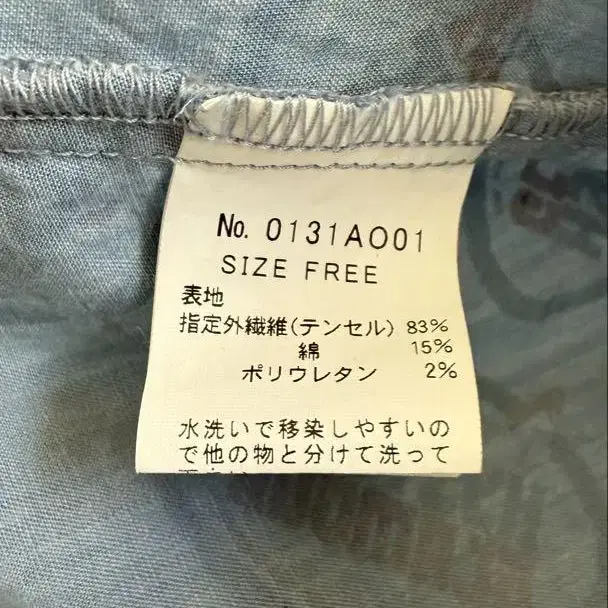 No. 0131AO01
SIZE FREE
表地
指定外繊維(テンセル) 83%
綿 15%
ポリウレタン 2%
水洗いで移染しやすいの
で他の物と分けて洗って